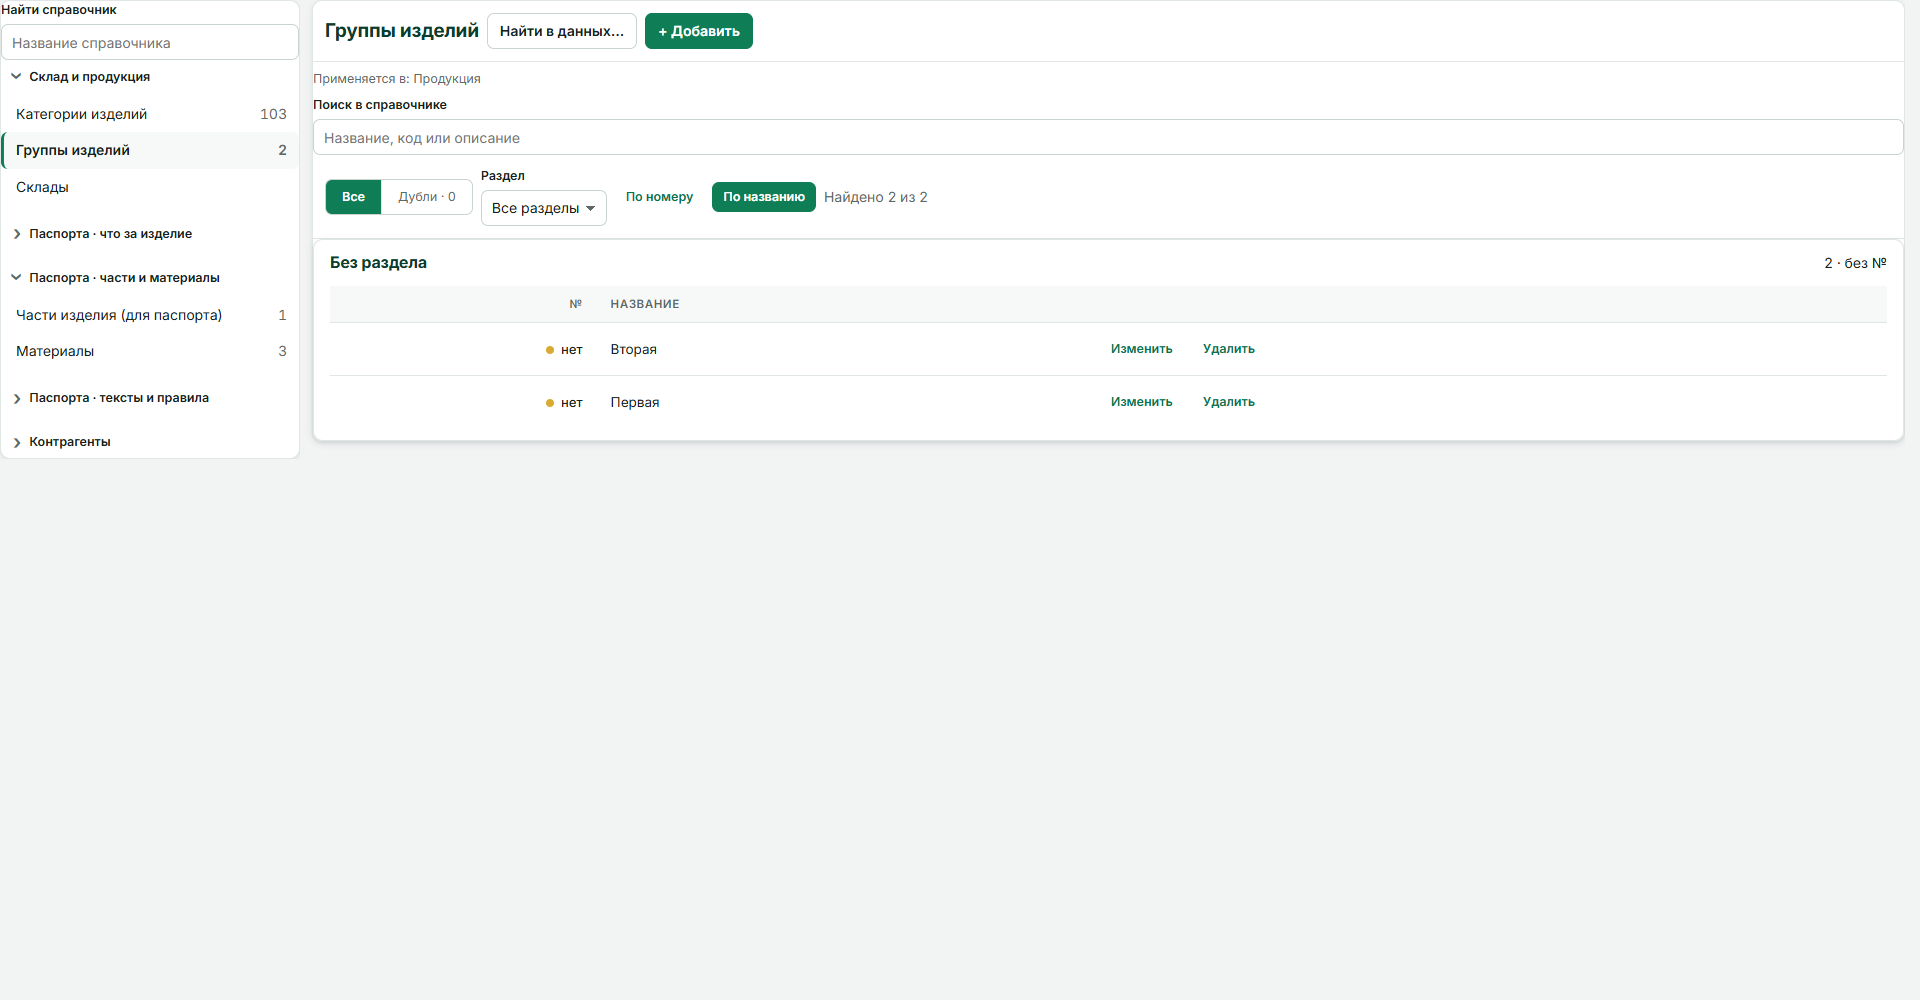 Найти справочник
Название справочника
Склад и продукция
Категории изделий 103
Группы изделий 2
Склады
Паспорта · что за изделие
Паспорта · части и материалы
Части изделия (для паспорта) 1
Материалы 3
Паспорта · тексты и правила
Контрагенты
Группы изделий Найти в данных... + Добавить
Применяется в: Продукция
Поиск в справочнике
Название, код или описание
Раздел
Все Дубли · 0 Все разделы По номеру По названию Найдено 2 из 2
Без раздела 2 · без №
№ НАЗВАНИЕ
нет Вторая Изменить Удалить
нет Первая Изменить Удалить